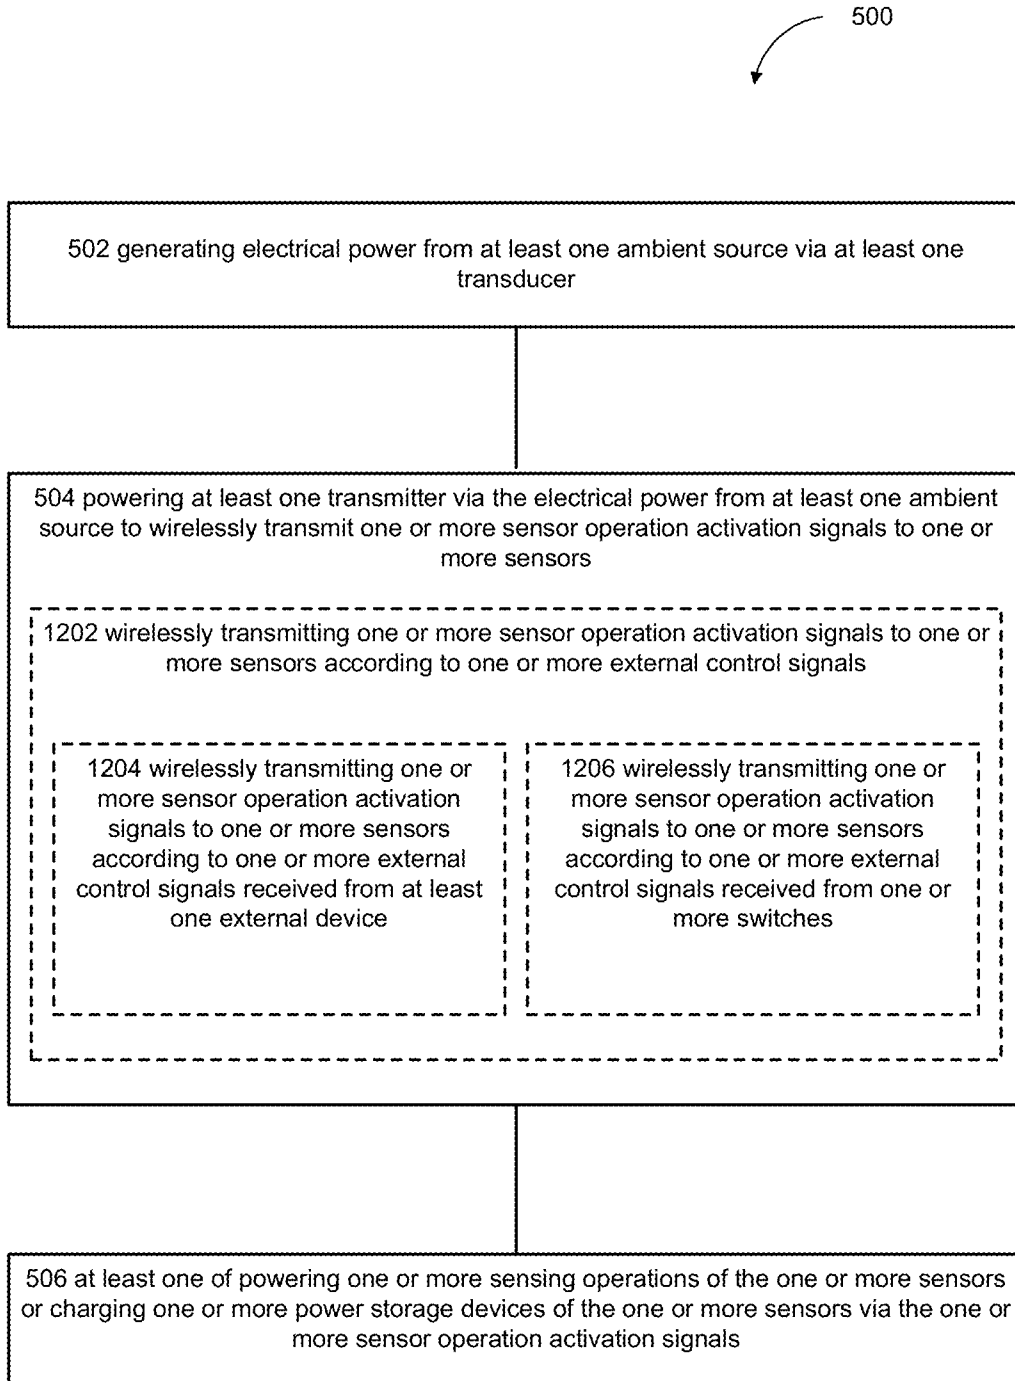 500
502 generating electrical power from at least one ambient source via at least one
transducer
504 powering at least one transmitter via the electrical power from at least one ambient
source to wirelessly transmit one or more sensor operation activation signals to one or
more sensors
1202 wirelessly transmitting one or more sensor operation activation signals to one or
more sensors according to one or more external control signals
1204 wirelessly transmitting one or
more sensor operation activation
signals to one or more sensors
according to one or more external
control signals received from at least
one external device
1206 wirelessly transmitting one or
more sensor operation activation
signals to one or more sensors
according to one or more external
control signals received from one or
more switches
506 at least one of powering one or more sensing operations of the one or more sensors
or charging one or more power storage devices of the one or more sensors via the one or
more sensor operation activation signals